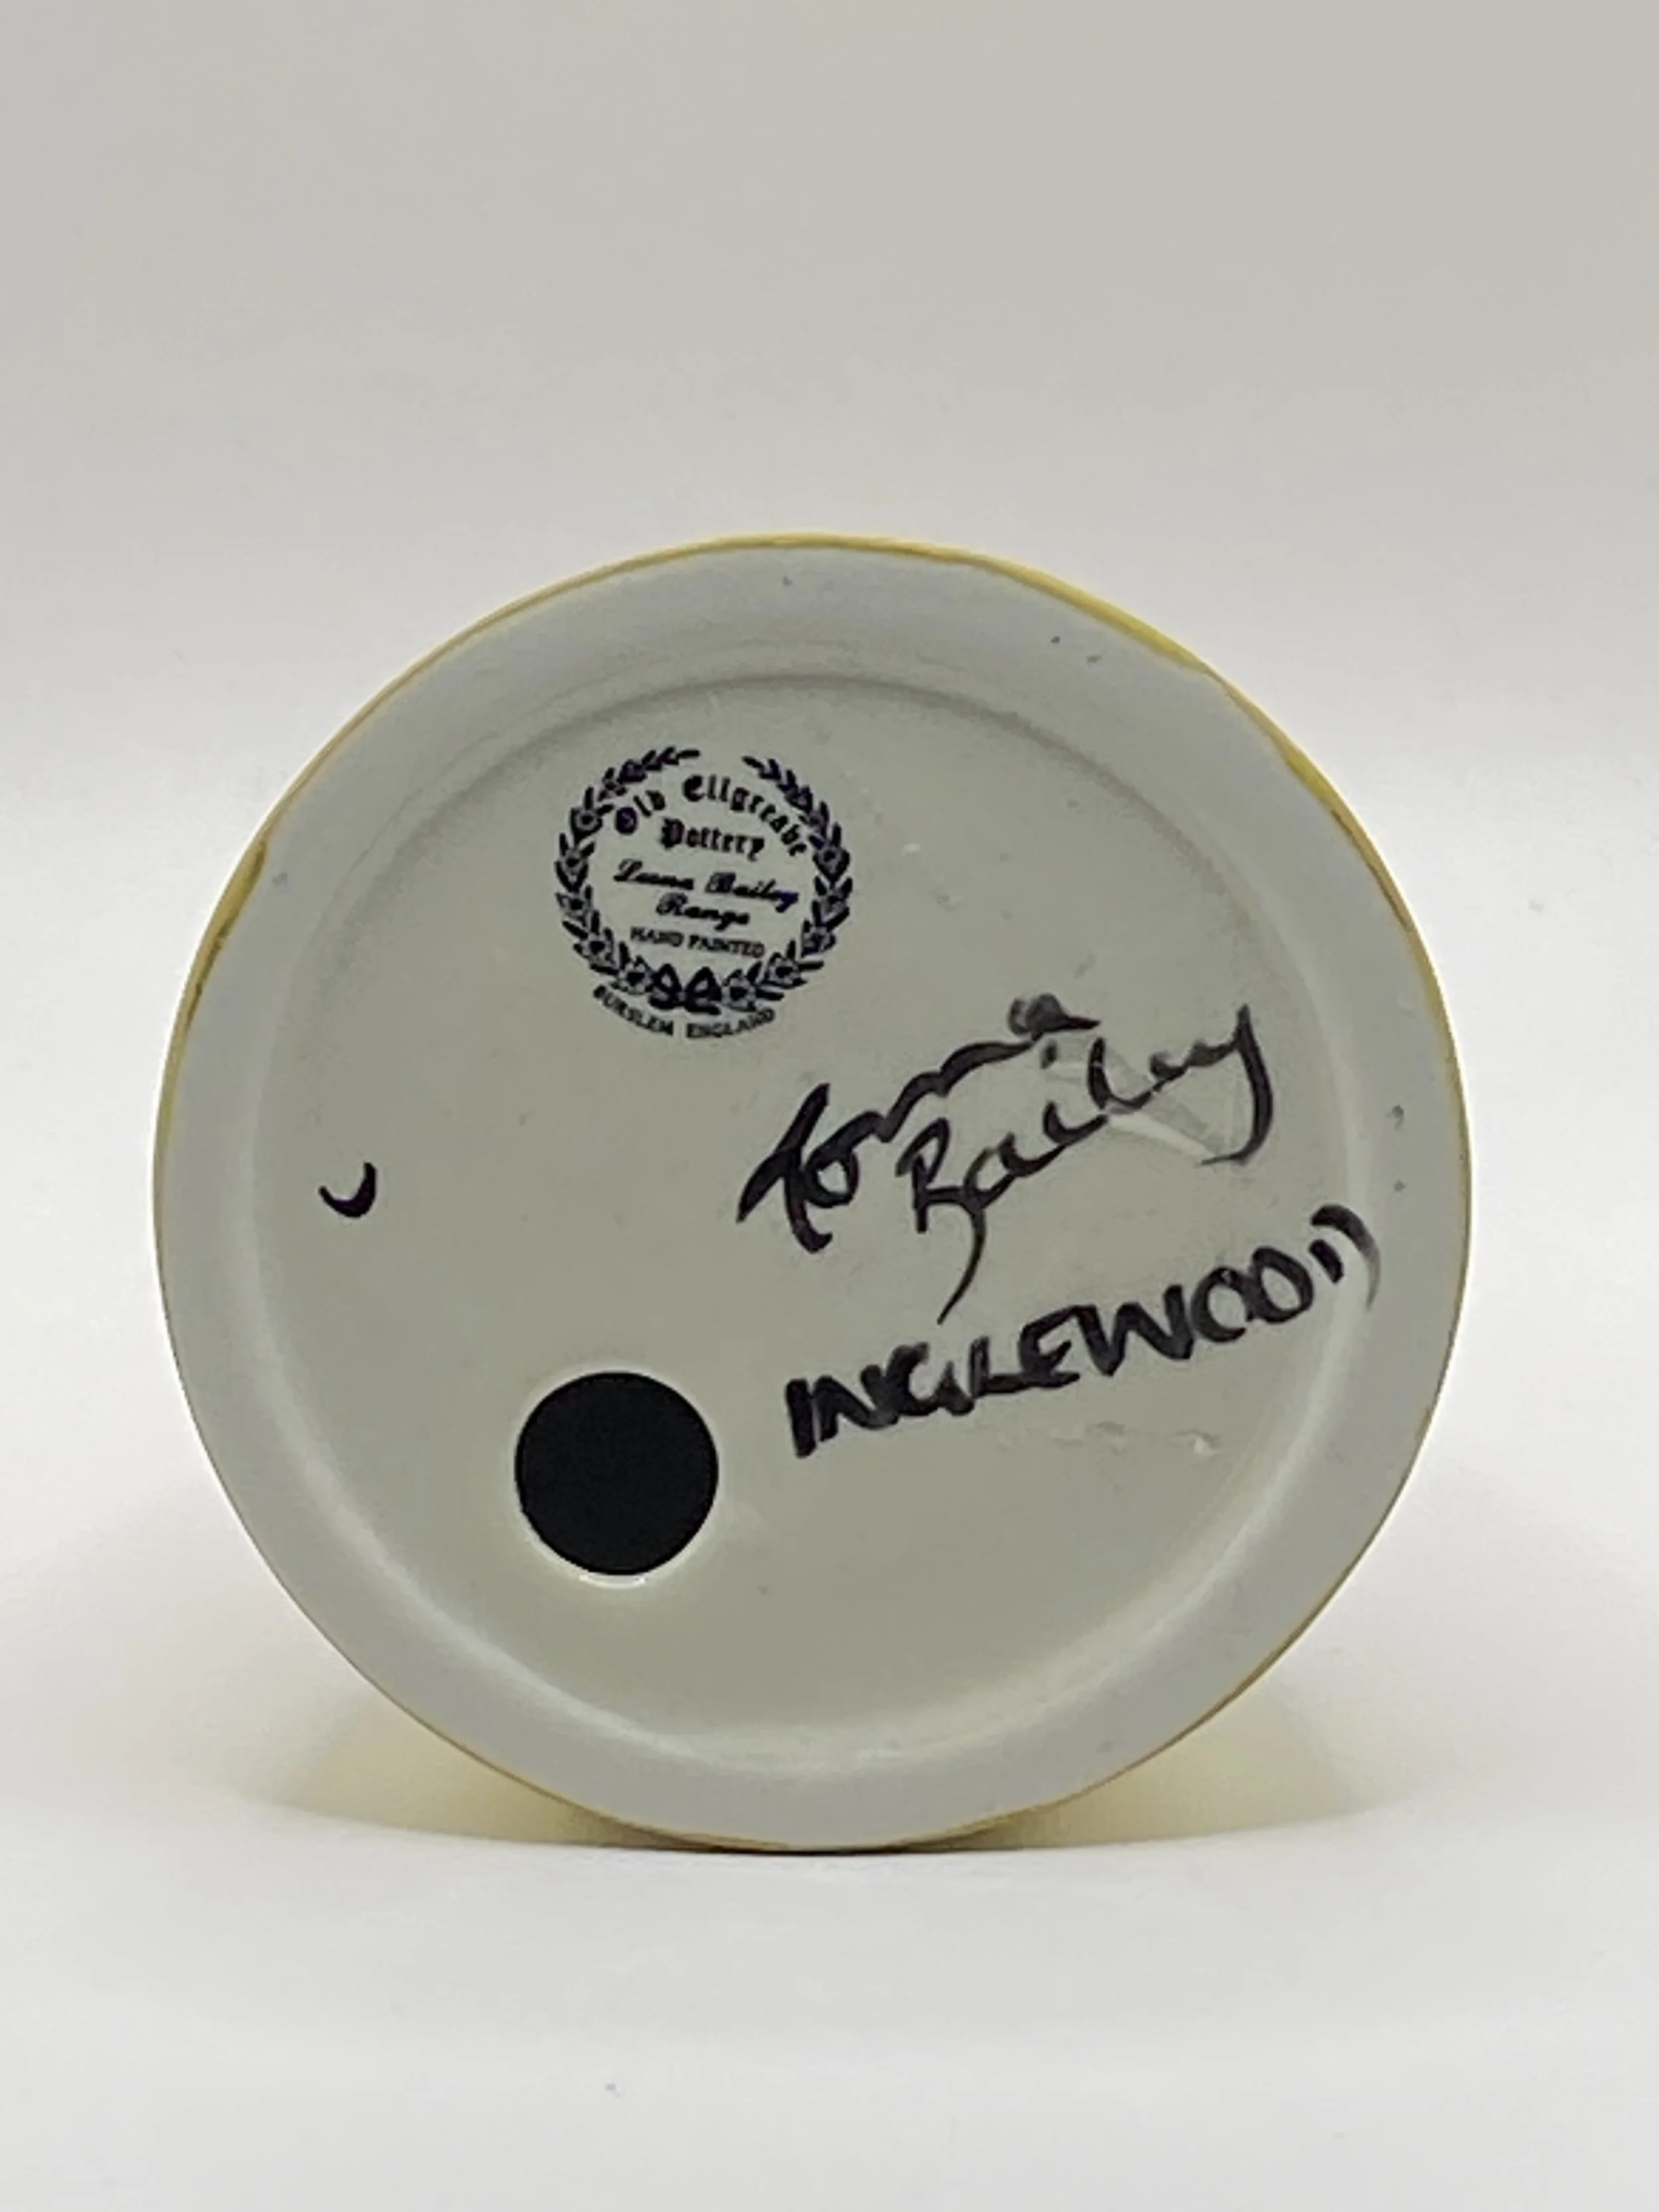 Old Ellgreave
Pottery
Lorna Bailey
Range
HAND PAINTED
BURSLEM ENGLAND
Lorna
Bailey
INGLEWOOD